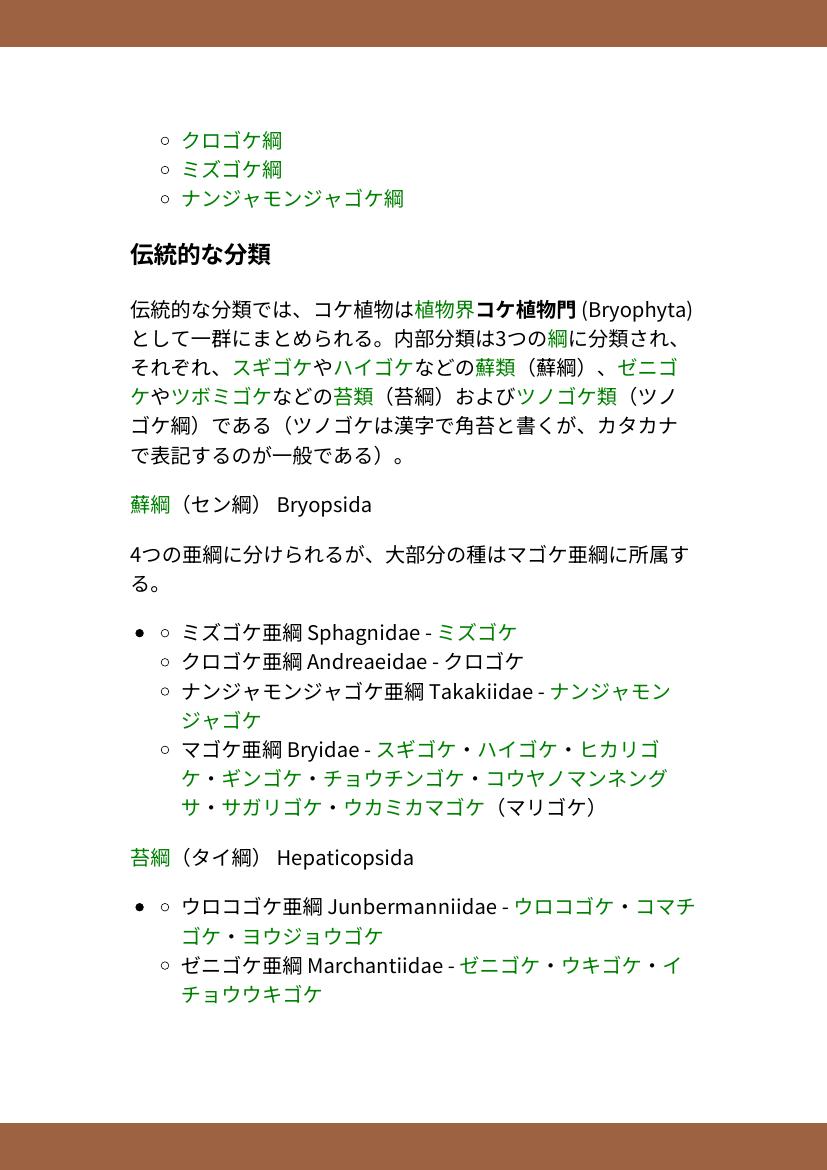 クロゴケ綱
ミズゴケ綱
ナンジャモンジャゴケ綱
伝統的な分類
伝統的な分類では、コケ植物は植物界コケ植物門 (Bryophyta)
として一群にまとめられる。内部分類は3つの綱に分類され、
それぞれ、スギゴケやハイゴケなどの蘚類（蘚綱）、ゼニゴ
ケやツボミゴケなどの苔類（苔綱）およびツノゴケ類（ツノ
ゴケ綱）である（ツノゴケは漢字で角苔と書くが、カタカナ
で表記するのが一般である）。
蘚綱（セン綱） Bryopsida
4つの亜綱に分けられるが、大部分の種はマゴケ亜綱に所属す
る。
ミズゴケ亜綱 Sphagnidae - ミズゴケ
クロゴケ亜綱 Andreaeidae - クロゴケ
ナンジャモンジャゴケ亜綱 Takakiidae - ナンジャモン
ジャゴケ
マゴケ亜綱 Bryidae - スギゴケ・ハイゴケ・ヒカリゴ
ケ・ギンゴケ・チョウチンゴケ・コウヤノマンネング
サ・サガリゴケ・ウカミカマゴケ（マリゴケ）
苔綱（タイ綱） Hepaticopsida
ウロコゴケ亜綱 Junbermanniidae - ウロコゴケ・コマチ
ゴケ・ヨウジョウゴケ
ゼニゴケ亜綱 Marchantiidae - ゼニゴケ・ウキゴケ・イ
チョウウキゴケ